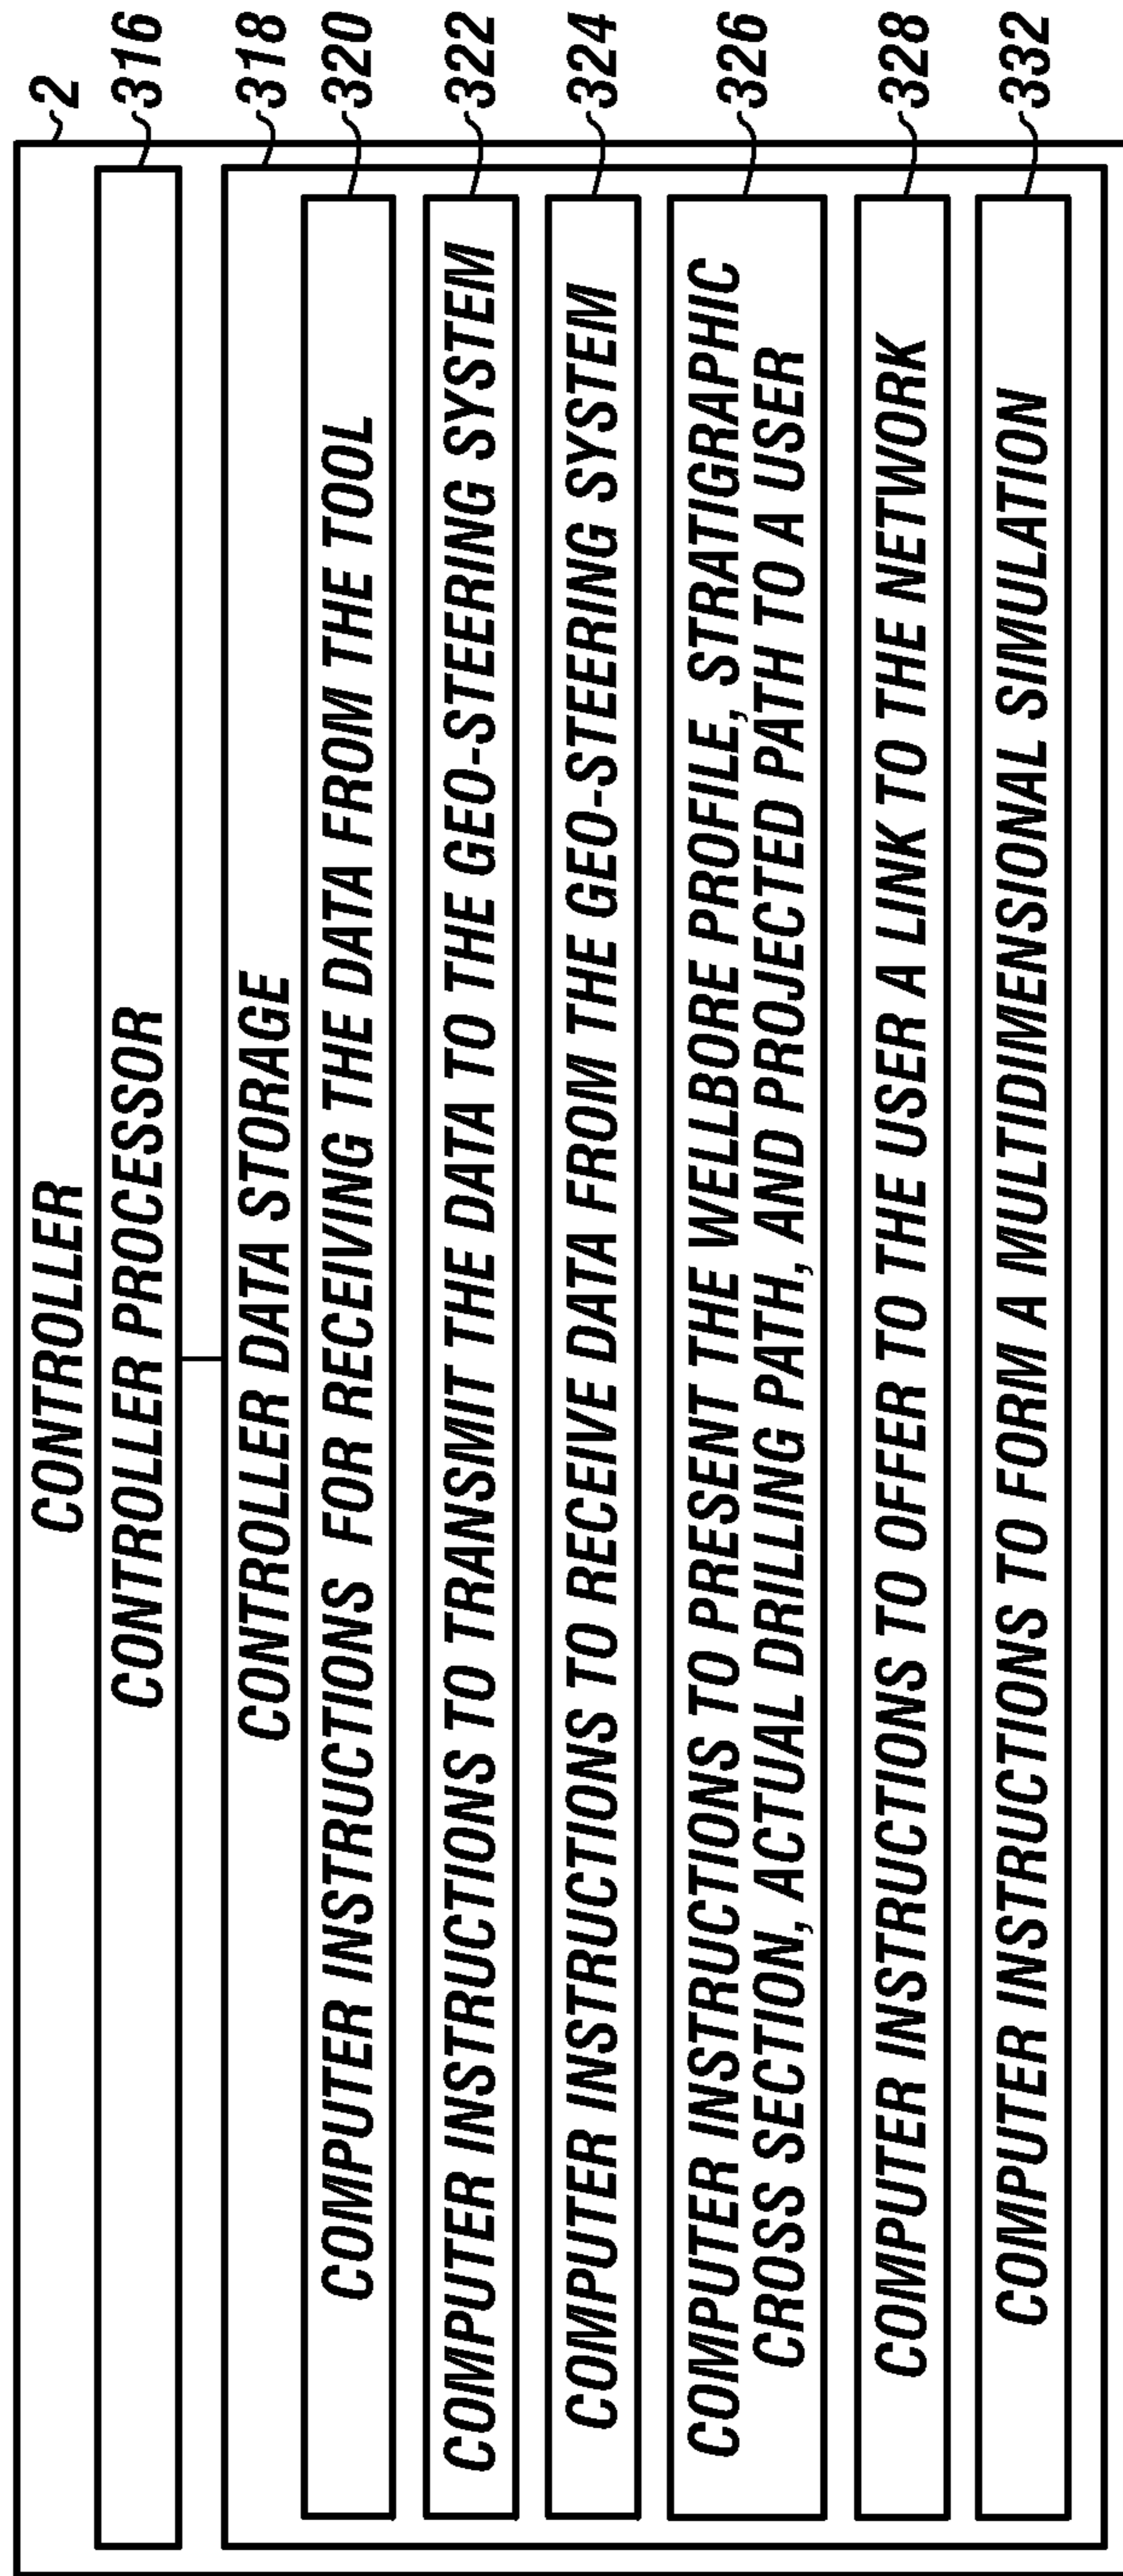 CONTROLLER
2
CONTROLLER PROCESSOR
316
CONTROLLER DATA STORAGE
318
COMPUTER INSTRUCTIONS FOR RECEIVING THE DATA FROM THE TOOL
320
COMPUTER INSTRUCTIONS TO TRANSMIT THE DATA TO THE GEO-STEERING SYSTEM
322
COMPUTER INSTRUCTIONS TO RECEIVE DATA FROM THE GEO-STEERING SYSTEM
324
COMPUTER INSTRUCTIONS TO PRESENT THE WELLBORE PROFILE, STRATIGRAPHIC
CROSS SECTION, ACTUAL DRILLING PATH, AND PROJECTED PATH TO A USER
326
COMPUTER INSTRUCTIONS TO OFFER TO THE USER A LINK TO THE NETWORK
328
COMPUTER INSTRUCTIONS TO FORM A MULTIDIMENSIONAL SIMULATION
332